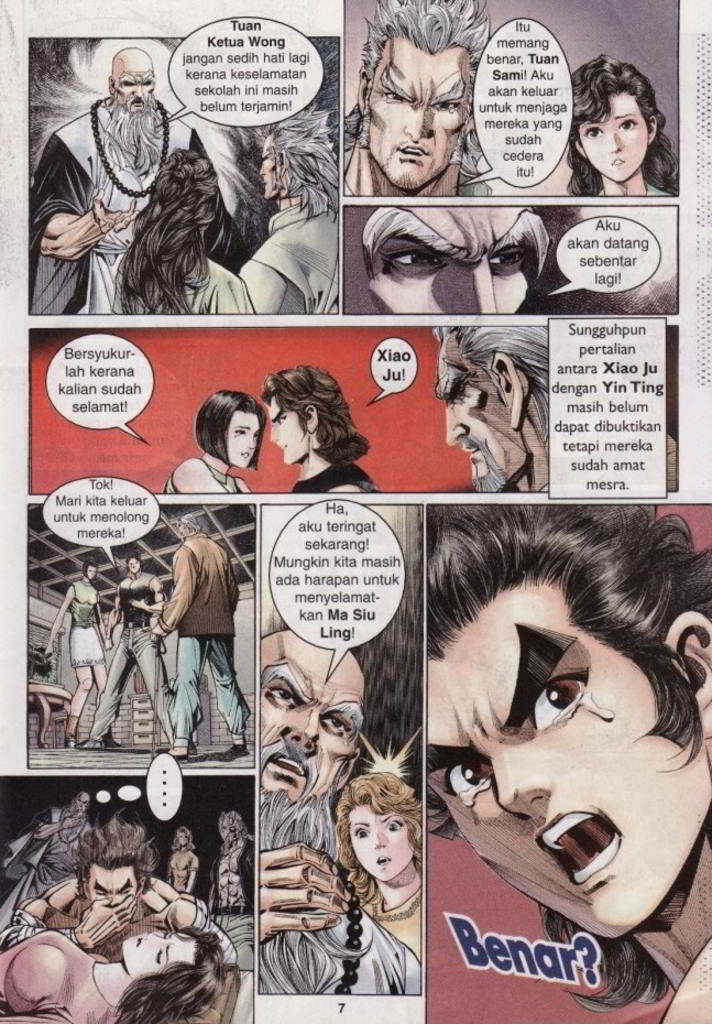 Tuan
Ketua Wong
jangan sedih hati lagi
kerana keselamatan
sekolah ini masih
belum terjamin!
Itu
memang
benar, Tuan
Sami! Aku
akan keluar
untuk menjaga
mereka yang
sudah
cedera
itu!
Aku
akan datang
sebentar
lagi!
Bersyukur-
lah kerana
kalian sudah
selamat!
Xiao
Ju!
Sungguhpun
pertalian
antara Xiao Ju
dengan Yin Ting
masih belum
dapat dibuktikan
tetapi mereka
sudah amat
mesra.
Tok!
Mari kita keluar
untuk menolong
mereka!
Ha,
aku teringat
sekarang!
Mungkin kita masih
ada harapan untuk
menyelamat-
kan Ma Siu
Ling!
....
Benar?
7